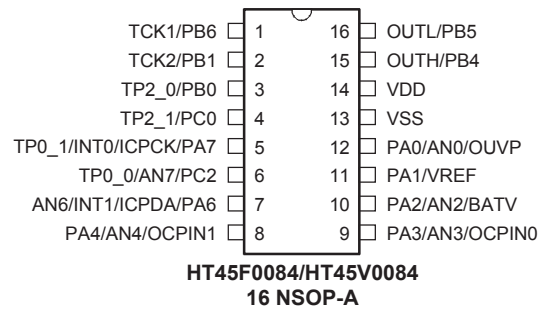 TCK1/PB6 1 16 OUTL/PB5
TCK2/PB1 2 15 OUTH/PB4
TP2_0/PB0 3 14 VDD
TP2_1/PC0 4 13 VSS
TP0_1/INT0/ICPCK/PA7 5 12 PA0/AN0/OUVP
TP0_0/AN7/PC2 6 11 PA1/VREF
AN6/INT1/ICPDA/PA6 7 10 PA2/AN2/BATV
PA4/AN4/OCPIN1 8 9 PA3/AN3/OCPIN0
HT45F0084/HT45V0084
16 NSOP-A